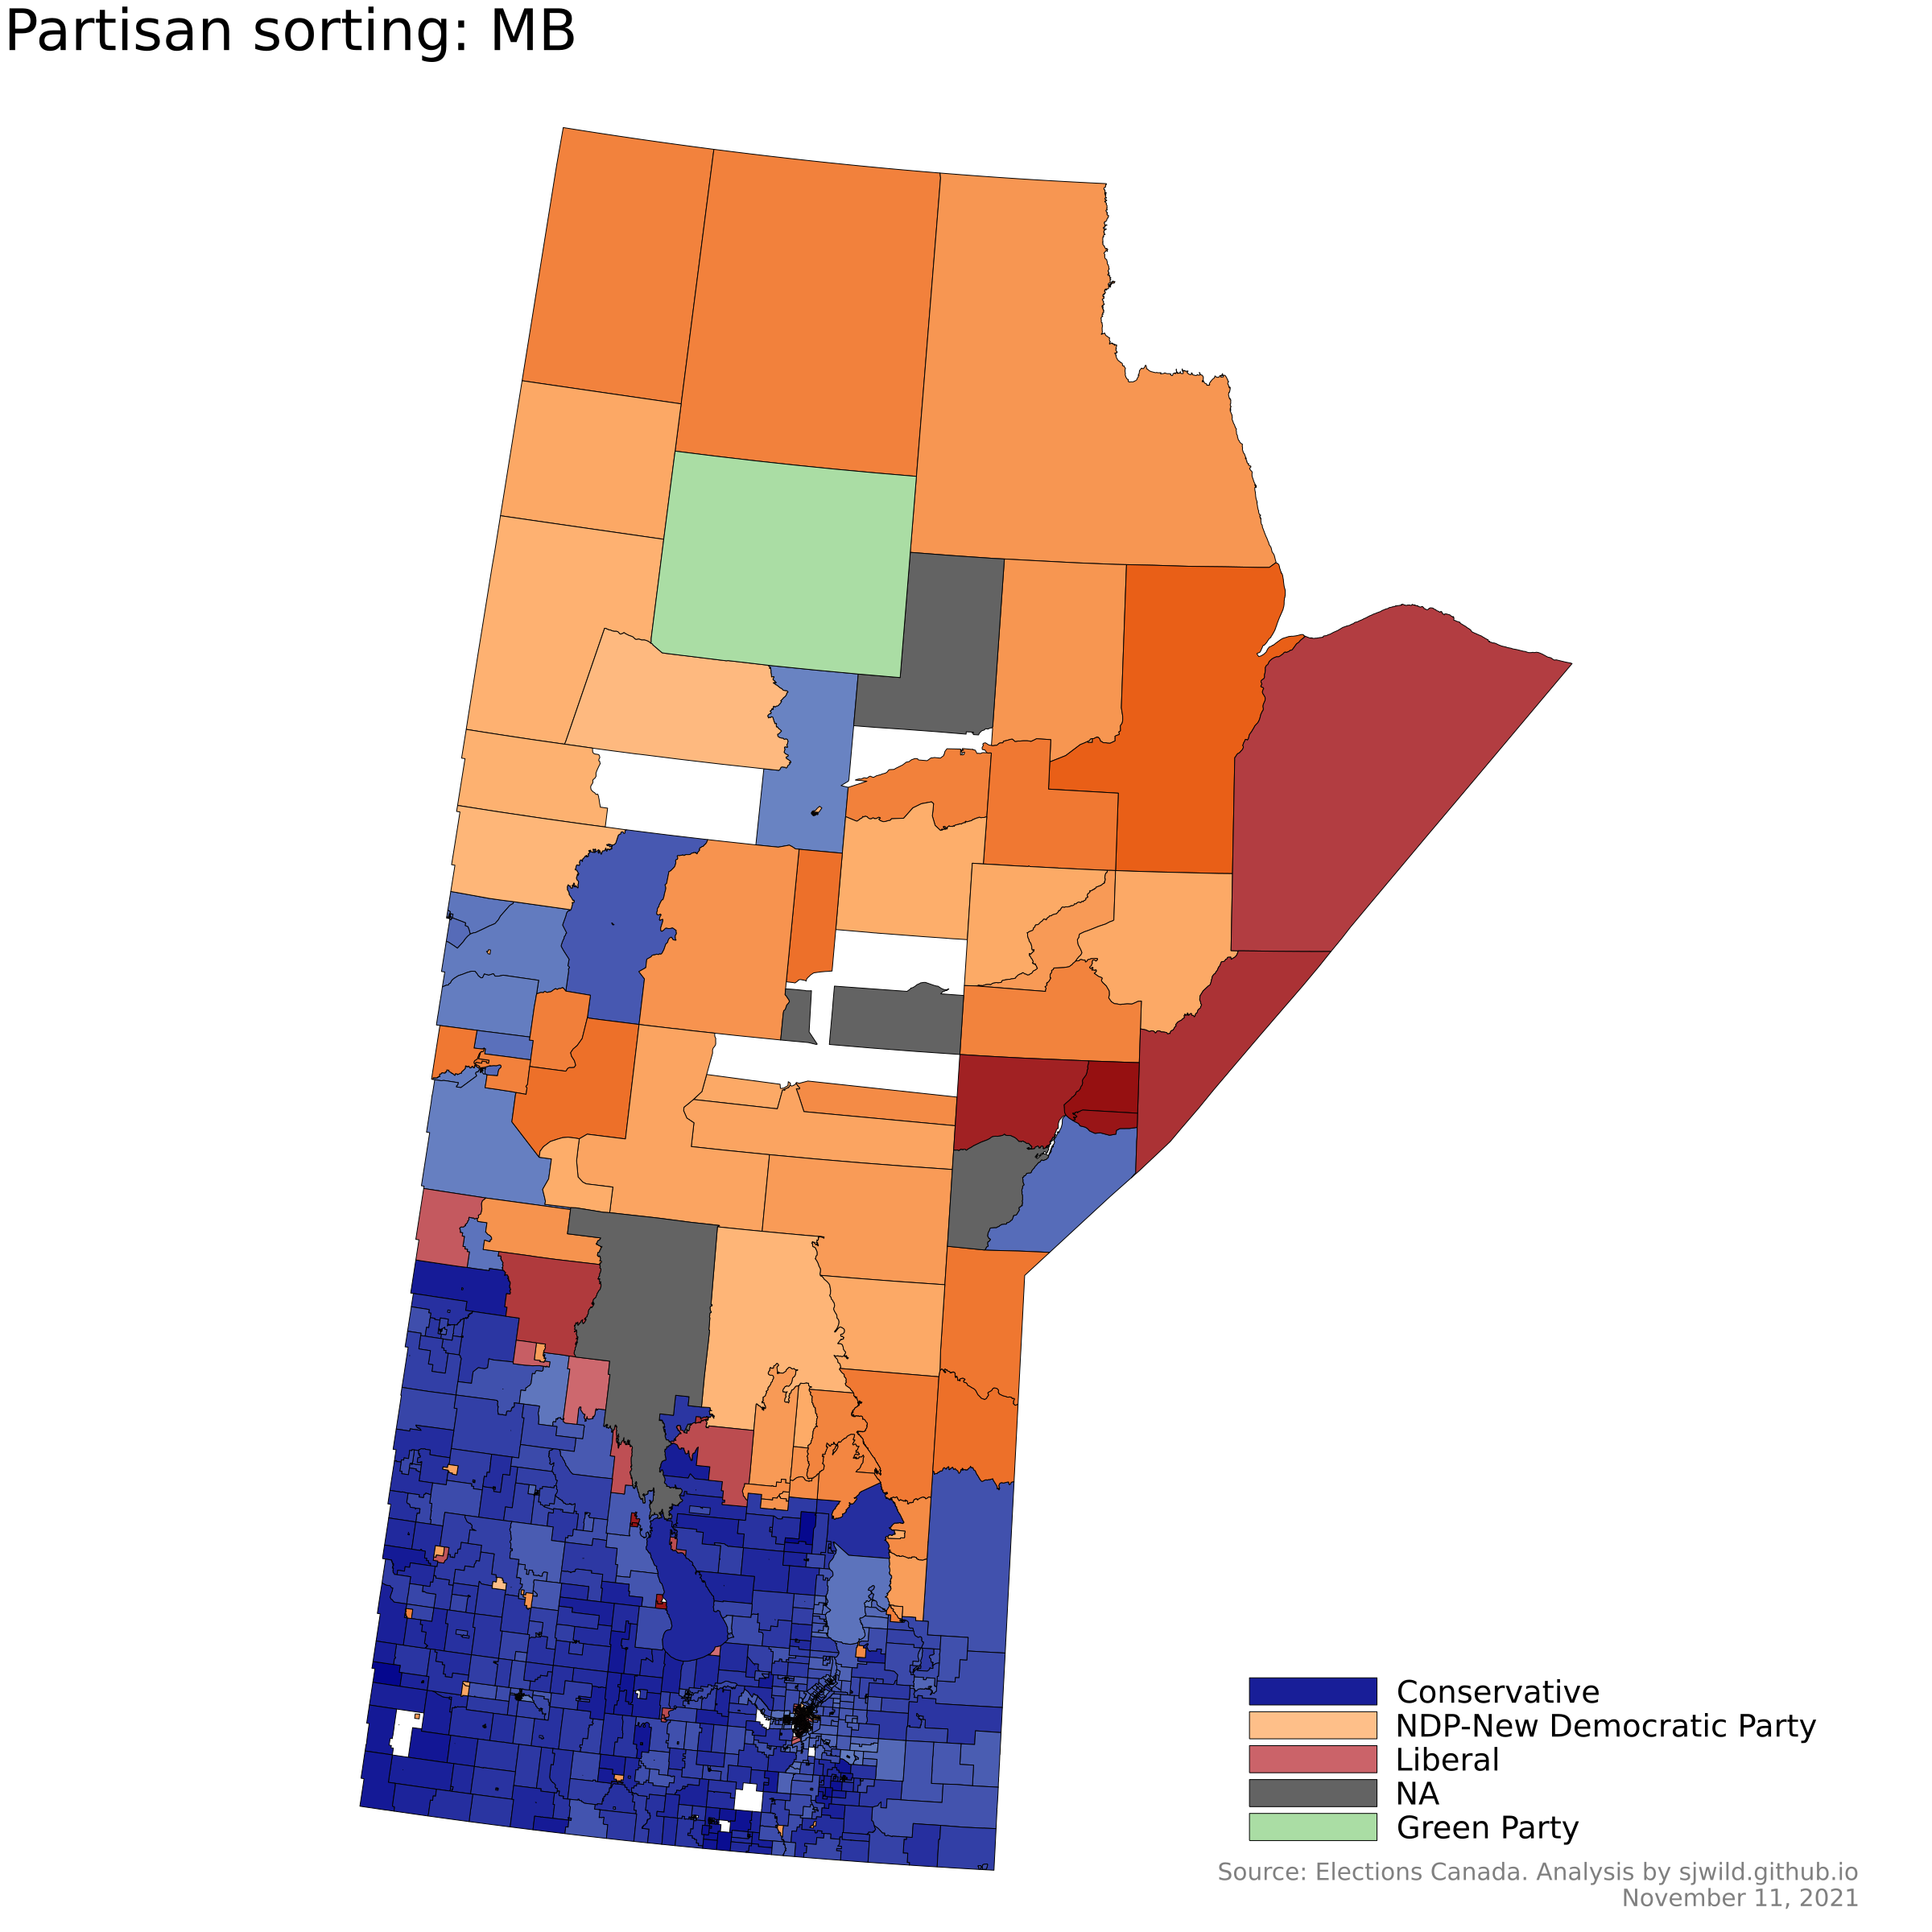 Partisan sorting: MB
Conservative
NDP-New Democratic Party
Liberal
NA
Green Party
Source: Elections Canada. Analysis by sjwild.github.io
November 11, 2021